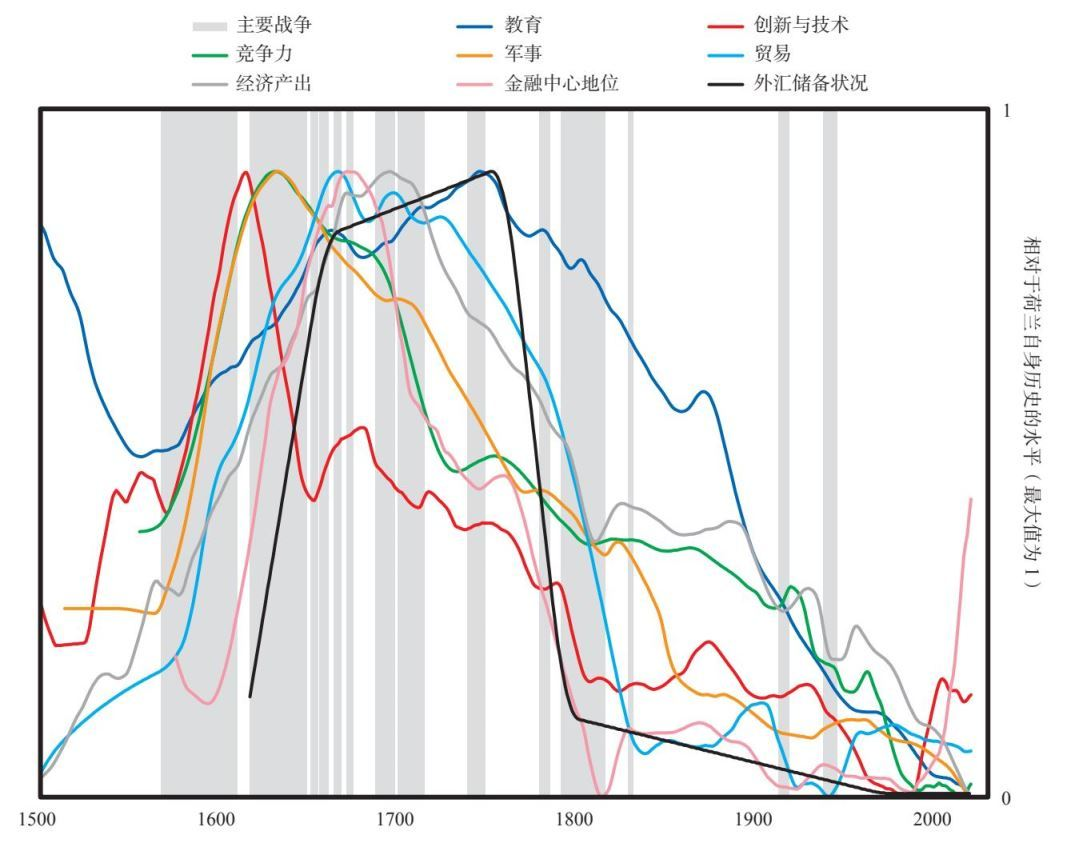 主要战争 教育 创新与技术
竞争力 军事 贸易
经济产出 金融中心地位 外汇储备状况
1
相对于荷兰自身历史的水平（最大值为1）
0
1500 1600 1700 1800 1900 2000